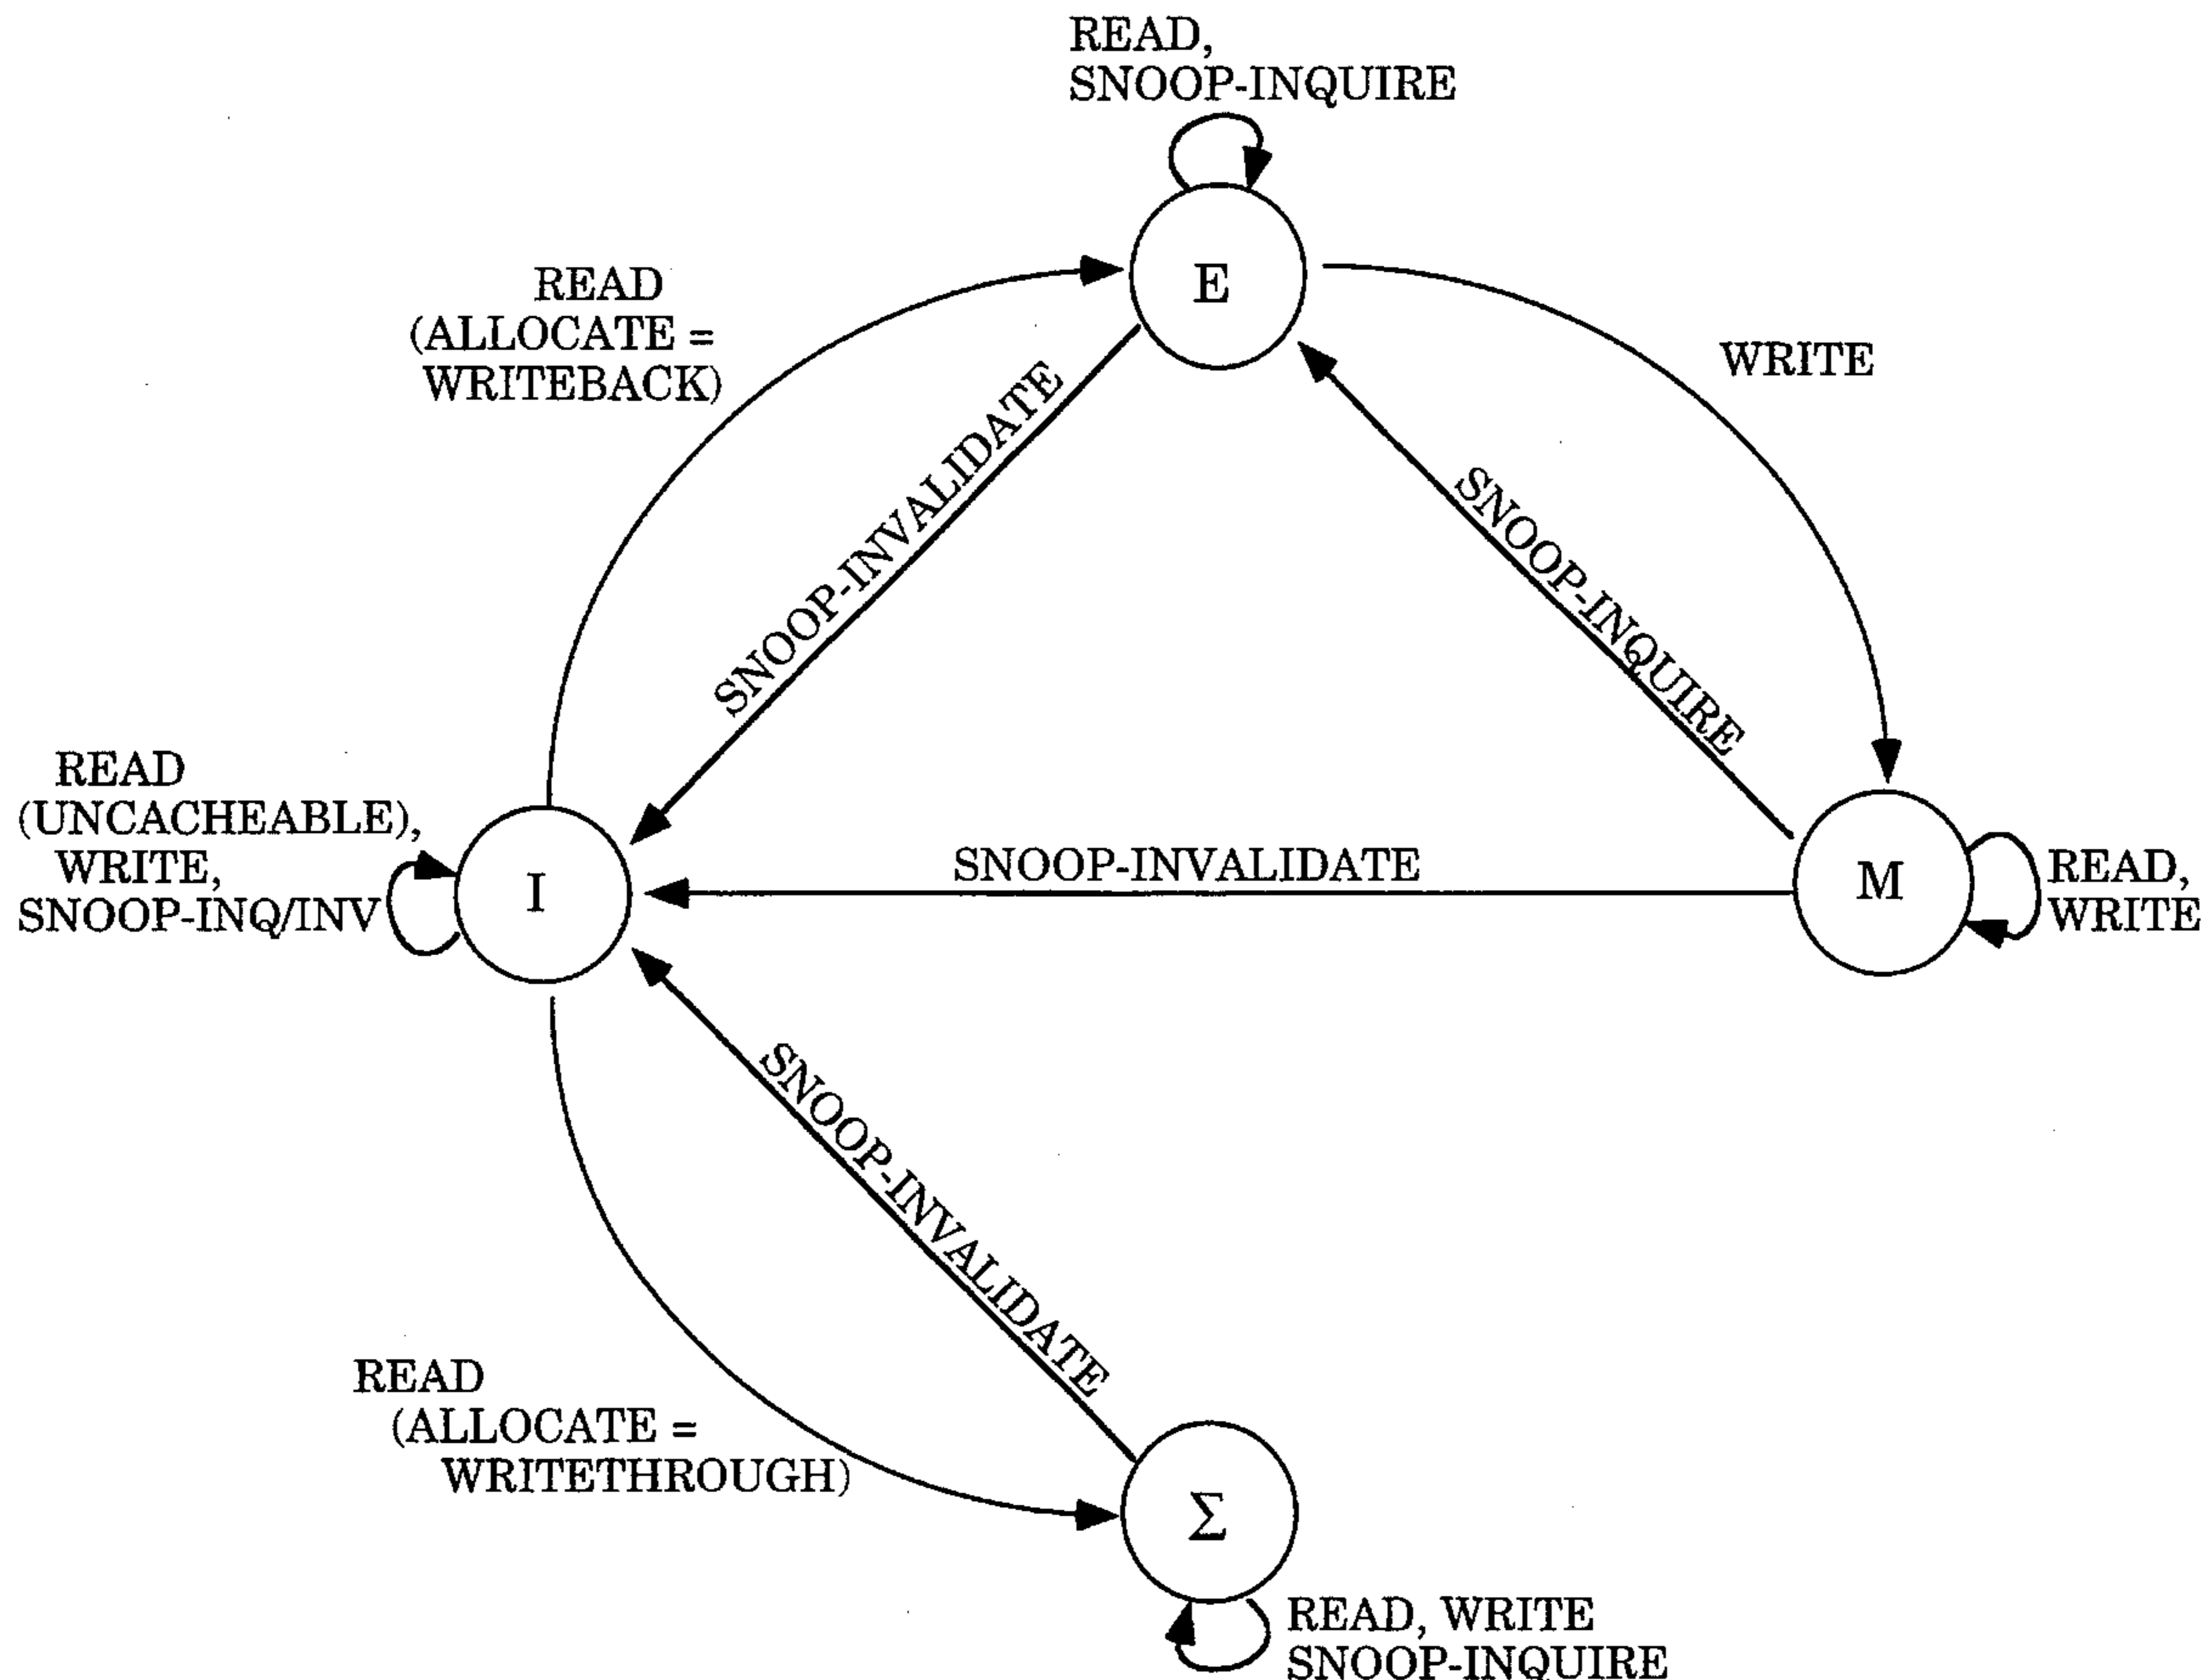 READ,
SNOOP-INQUIRE
E
READ
(ALLOCATE =
WRITEBACK)
WRITE
SNOOP-INVALIDATE
SNOOP-INQUIRE
READ
(UNCACHEABLE),
WRITE,
SNOOP-INQ/INV
I
SNOOP-INVALIDATE
M
READ,
WRITE
SNOOP-INVALIDATE
READ
(ALLOCATE =
WRITETHROUGH)
Σ
READ, WRITE
SNOOP-INQUIRE